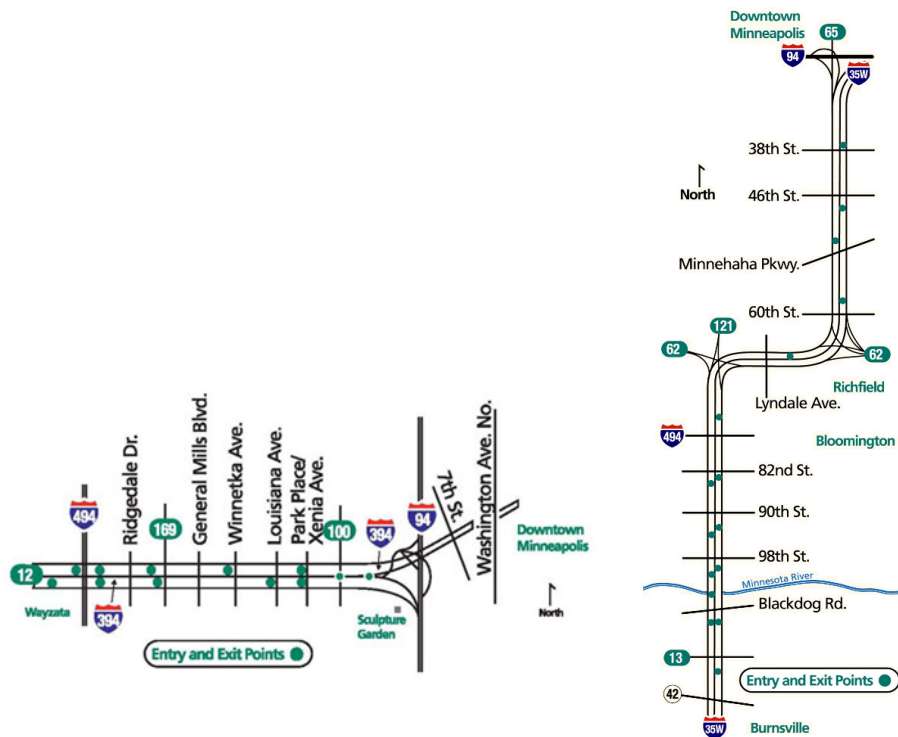 494
Ridgedale Dr.
169
General Mills Blvd.
Winnetka Ave.
Louisiana Ave.
Park Place/
Xenia Ave.
100
394
94
7th St.
Washington Ave. No.
Downtown
Minneapolis
12
Wayzata
394
Sculpture
Garden
North
Entry and Exit Points
Downtown
Minneapolis
65
94
35W
38th St.
North
46th St.
Minnehaha Pkwy.
60th St.
121
62
62
Richfield
Lyndale Ave.
494
Bloomington
82nd St.
90th St.
98th St.
Minnesota River
Blackdog Rd.
13
Entry and Exit Points
42
35W
Burnsville